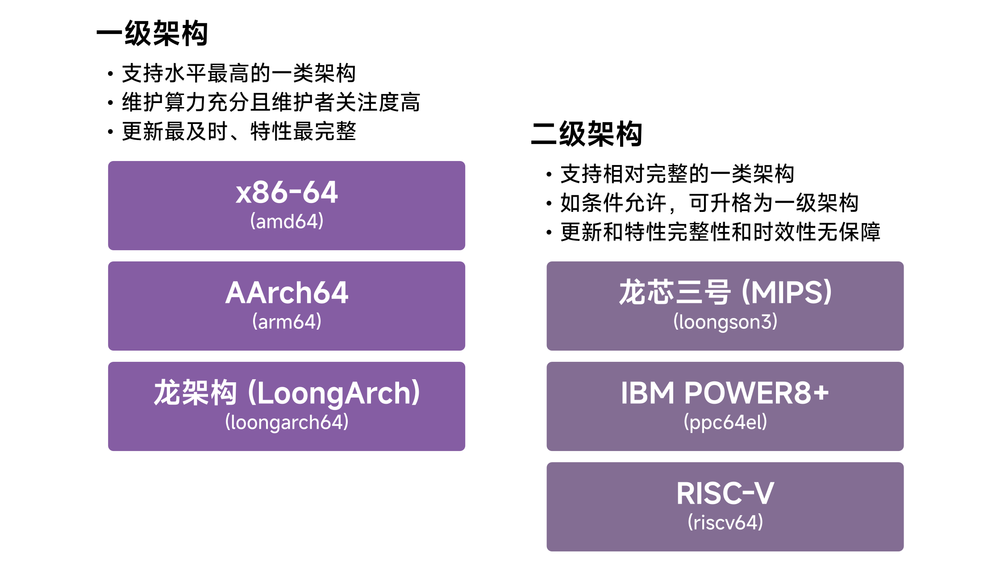 一级架构
• 支持水平最高的一类架构
• 维护算力充分且维护者关注度高
• 更新最及时、特性最完整
x86-64
(amd64)
AArch64
(arm64)
龙架构 (LoongArch)
(loongarch64)
二级架构
• 支持相对完整的一类架构
• 如条件允许，可升格为一级架构
• 更新和特性完整性和时效性无保障
龙芯三号 (MIPS)
(loongson3)
IBM POWER8+
(ppc64el)
RISC-V
(riscv64)